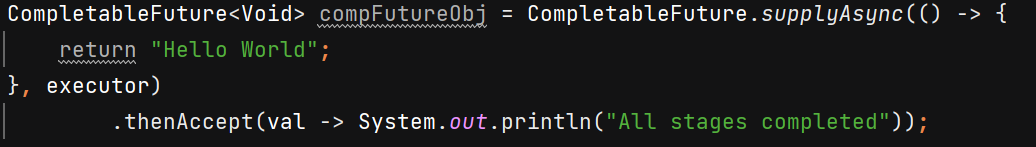 CompletableFuture<Void> compFutureObj = CompletableFuture.supplyAsync(() -> {
    return "Hello World";
}, executor)
        .thenAccept(val -> System.out.println("All stages completed"));